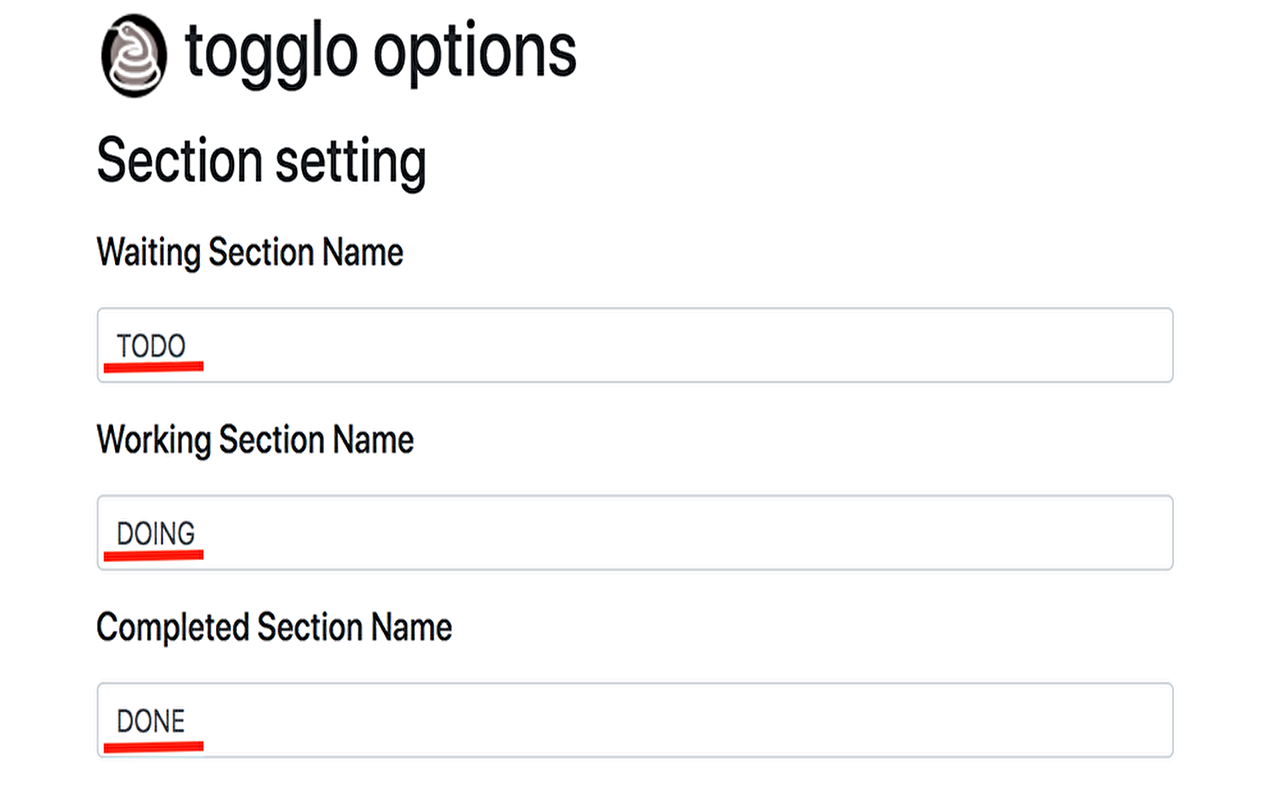 togglo options
Section setting
Waiting Section Name
TODO
Working Section Name
DOING
Completed Section Name
DONE